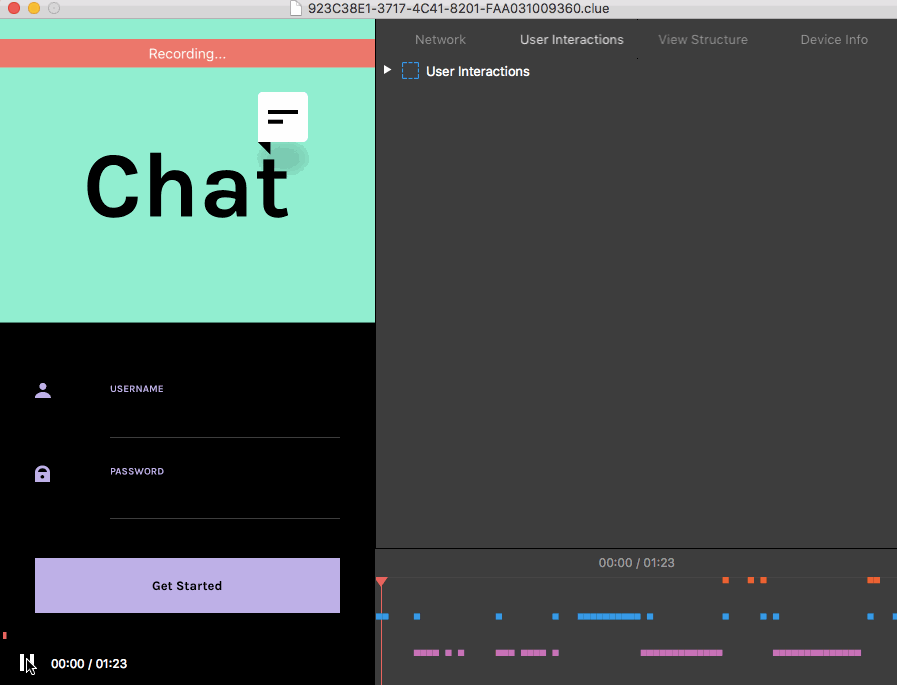 923C38E1-3717-4C41-8201-FAA031009360.clue
Recording...
Chat
USERNAME
PASSWORD
Get Started
00:00 / 01:23
Network User Interactions View Structure Device Info
User Interactions
00:00 / 01:23